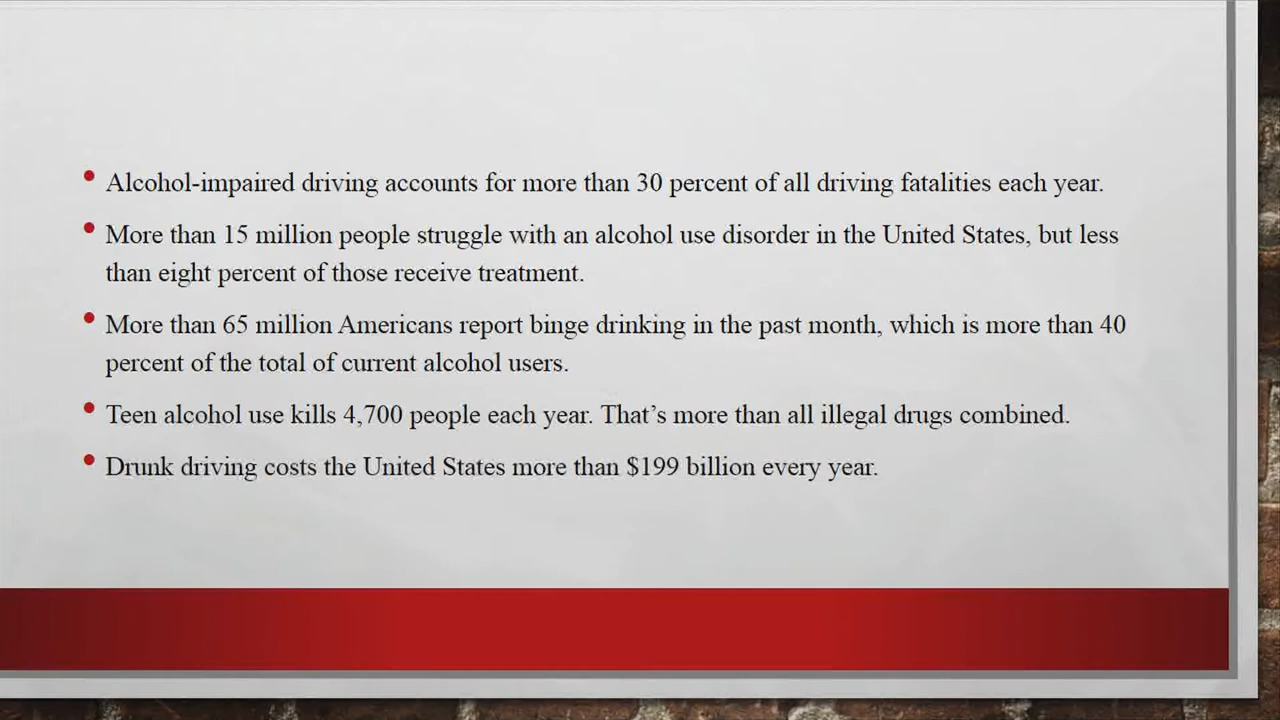 • Alcohol-impaired driving accounts for more than 30 percent of all driving fatalities each year.
• More than 15 million people struggle with an alcohol use disorder in the United States, but less
than eight percent of those receive treatment.
• More than 65 million Americans report binge drinking in the past month, which is more than 40
percent of the total of current alcohol users.
• Teen alcohol use kills 4,700 people each year. That’s more than all illegal drugs combined.
• Drunk driving costs the United States more than $199 billion every year.